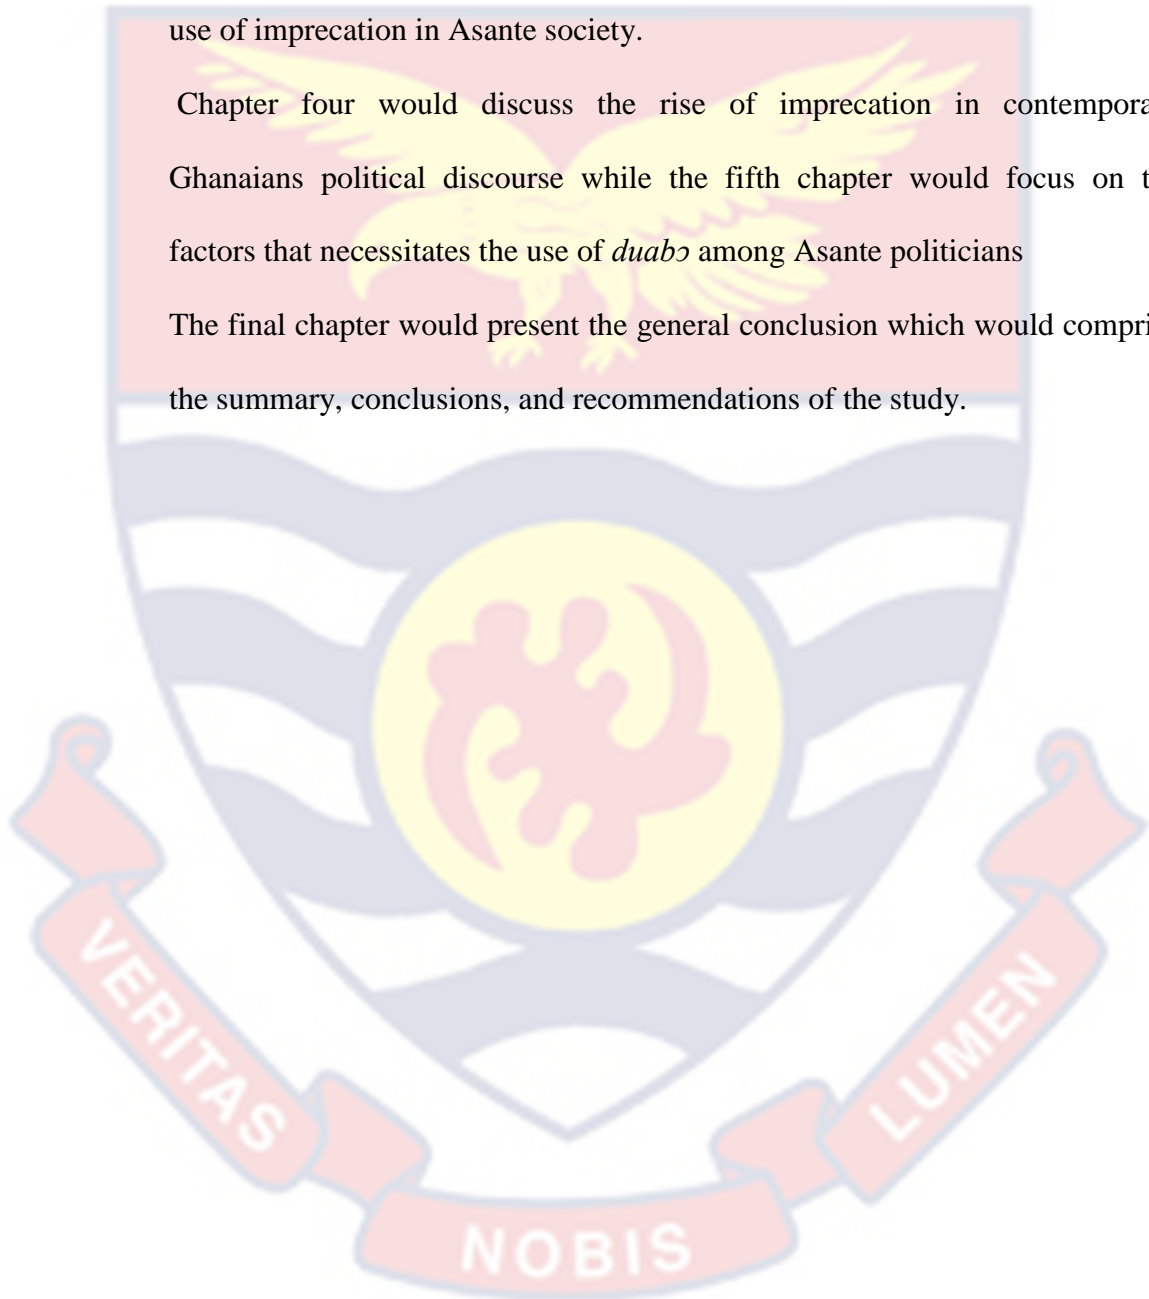 use of imprecation in Asante society.
Chapter four would discuss the rise of imprecation in
Ghanaians political discourse while the fifth chapter would focus on
factors that necessitates the use of duabɔ among Asante politicians
The final chapter would present the general conclusion which would
the summary, conclusions, and recommendations of the study.
VERITAS
NOBIS
LUMEN